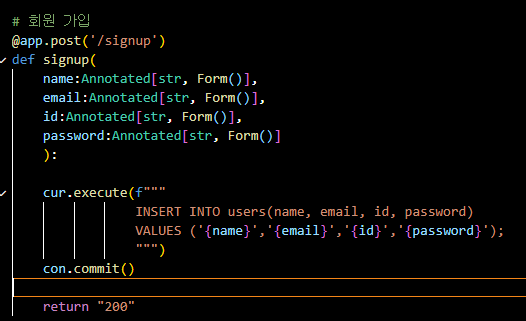 # 회원 가입
@app.post('/signup')
def signup(
name:Annotated[str, Form()],
email:Annotated[str, Form()],
id:Annotated[str, Form()],
password:Annotated[str, Form()]
):
cur.execute(f"""
INSERT INTO users(name, email, id, password)
VALUES ('{name}','{email}','{id}','{password}');
""")
con.commit()
return "200"